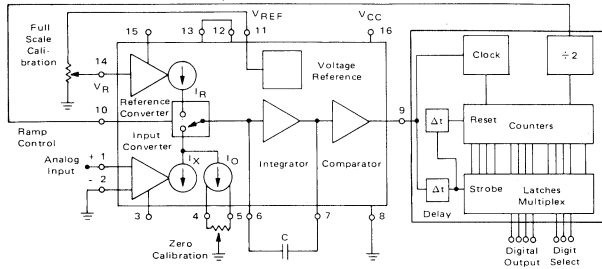 Full
Scale
Cali-
bration
15
13
12
VREF
11
VCC
16
14
VR
IR
Voltage
Reference
Reference
Converter
10
Ramp
Control
Input
Converter
Analog
Input
+ 1
- 2
IX
IO
Integrator
Comparator
9
3
4
5
6
7
8
Zero
Calibration
C
Clock
÷2
Δt
Reset
Counters
Δt
Strobe
Latches
Multiplex
Delay
Digital
Output
Digit
Select